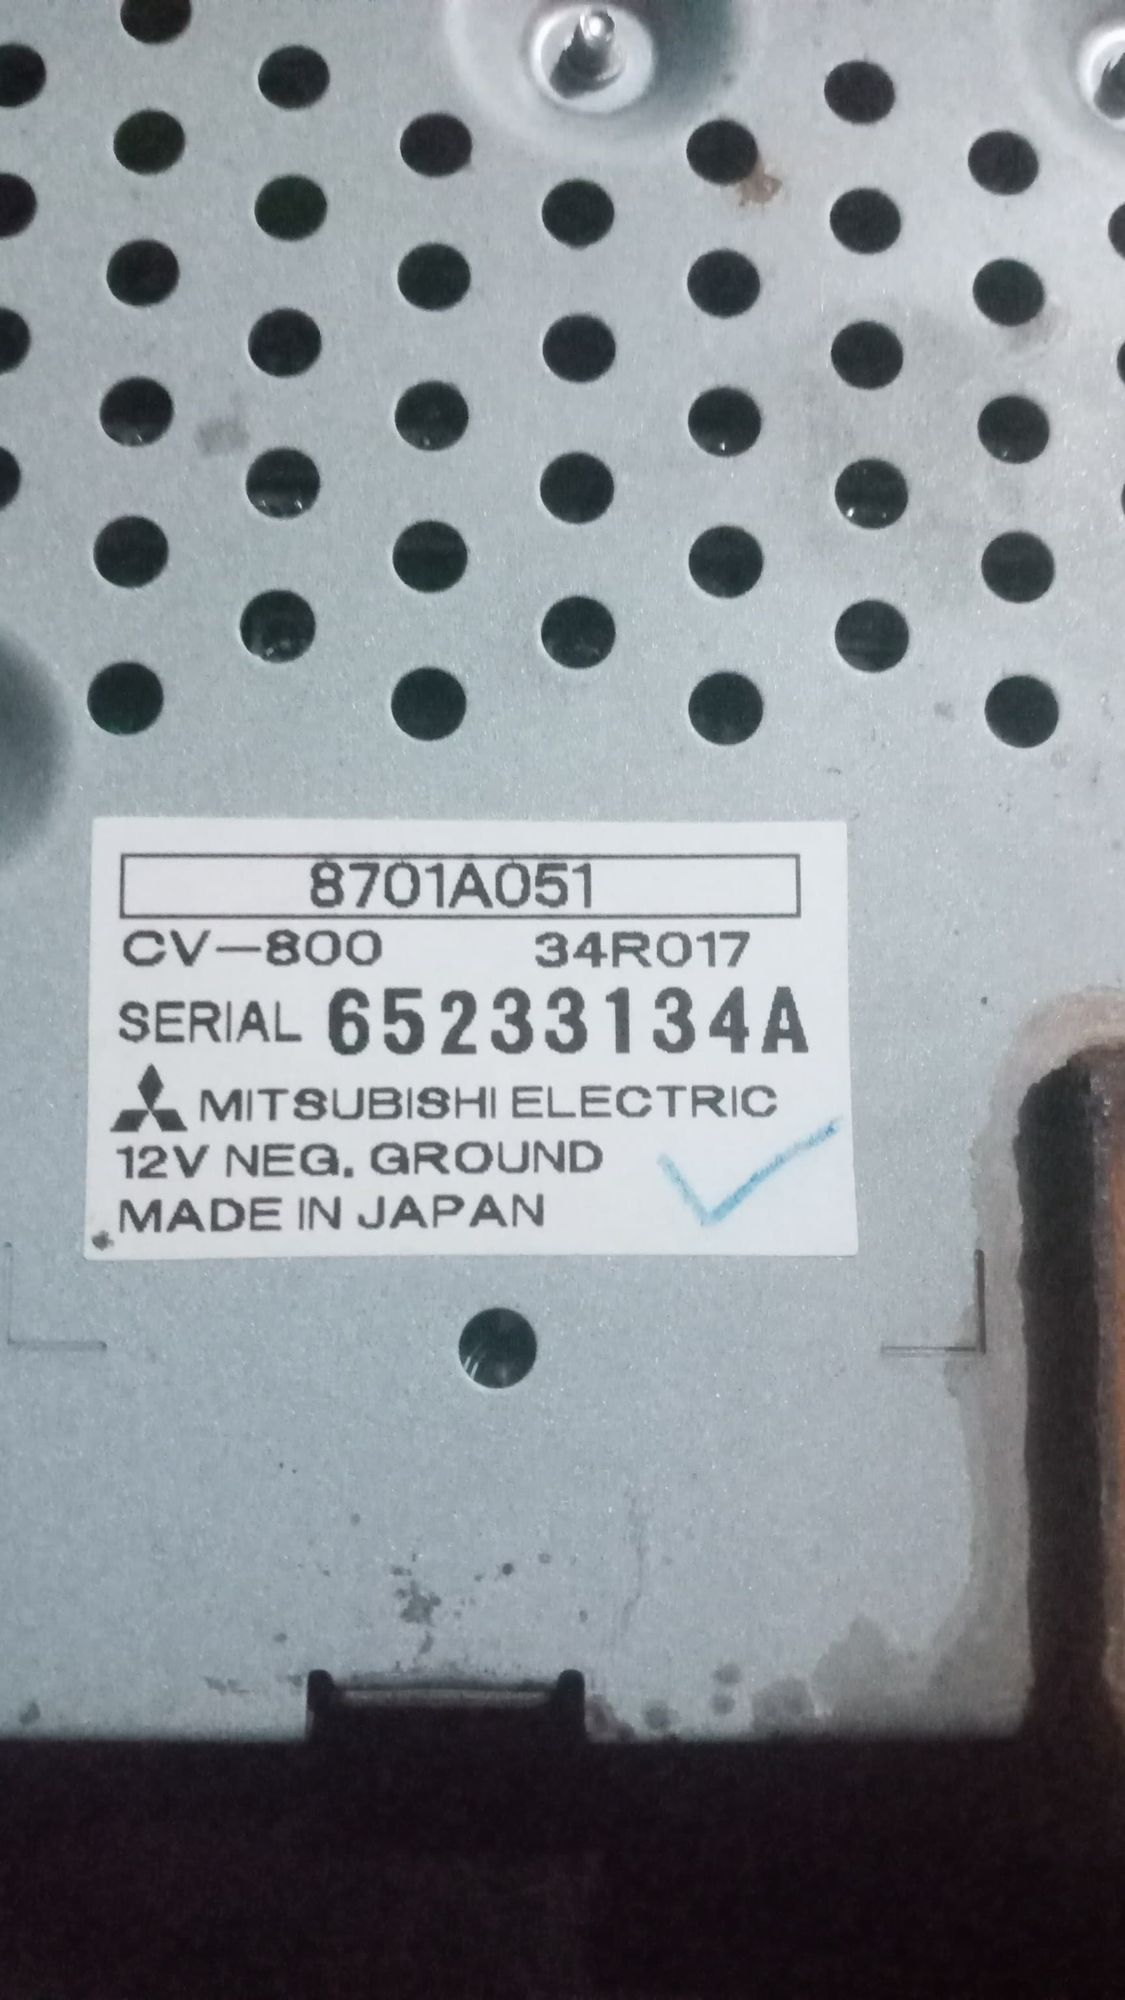 8701A051
CV-800 34R017
SERIAL 65233134A
MITSUBISHI ELECTRIC
12V NEG. GROUND
MADE IN JAPAN